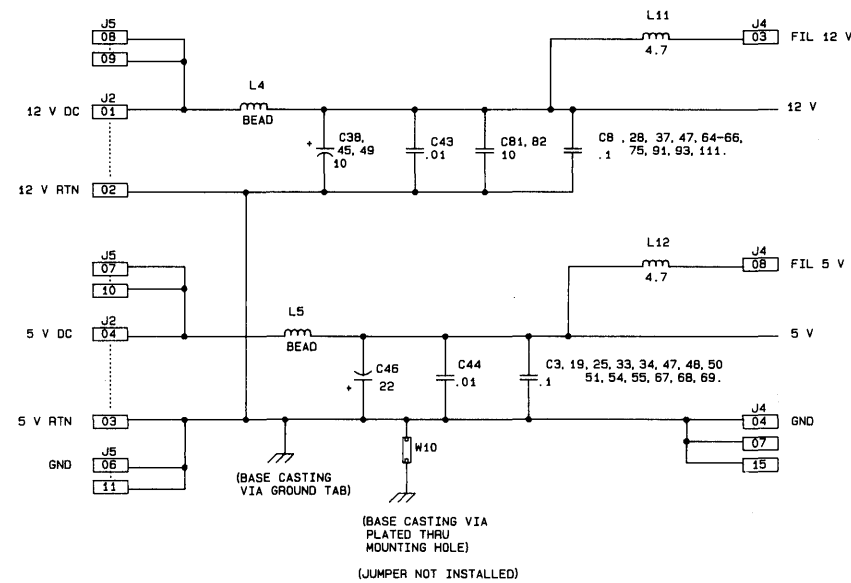 J5
08
09
L4
BEAD
J2
12 V DC 01
12 V RTN 02
+ C38,
45, 49
10
C43
.01
C81, 82
10
C8 , 28, 37, 47, 64-66,
.1 75, 91, 93, 111.
L11
4.7
J4
03 FIL 12 V
12 V
J5
07
10
J2
5 V DC 04
L5
BEAD
L12
4.7
J4
08 FIL 5 V
5 V
C46
+ 22
C44
.01
C3, 19, 25, 33, 34, 47, 48, 50
.1 51, 54, 55, 67, 68, 69.
5 V RTN 03
J5
GND 06
11
J4
04 GND
07
15
W10
(BASE CASTING
VIA GROUND TAB)
(BASE CASTING VIA
PLATED THRU
MOUNTING HOLE)
(JUMPER NOT INSTALLED)